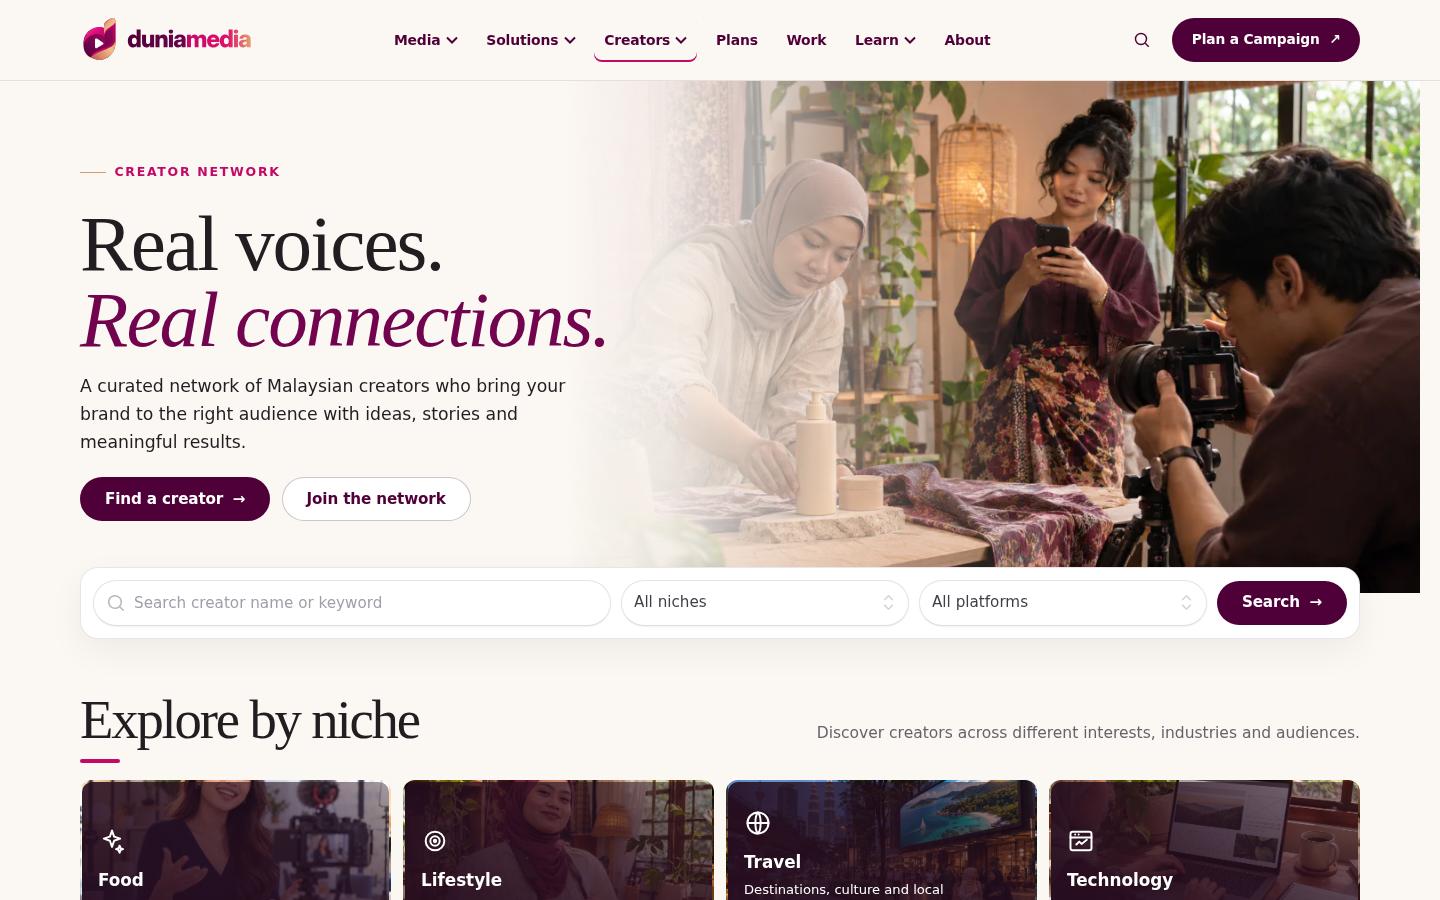 duniamedia
Media
Solutions
Creators
Plans
Work
Learn
About
Plan a Campaign ↗
CREATOR NETWORK
Real voices.
Real connections.
A curated network of Malaysian creators who bring your
brand to the right audience with ideas, stories and
meaningful results.
Find a creator →
Join the network
Search creator name or keyword
All niches
All platforms
Search →
Explore by niche
Discover creators across different interests, industries and audiences.
Food
Lifestyle
Travel
Destinations, culture and local
Technology